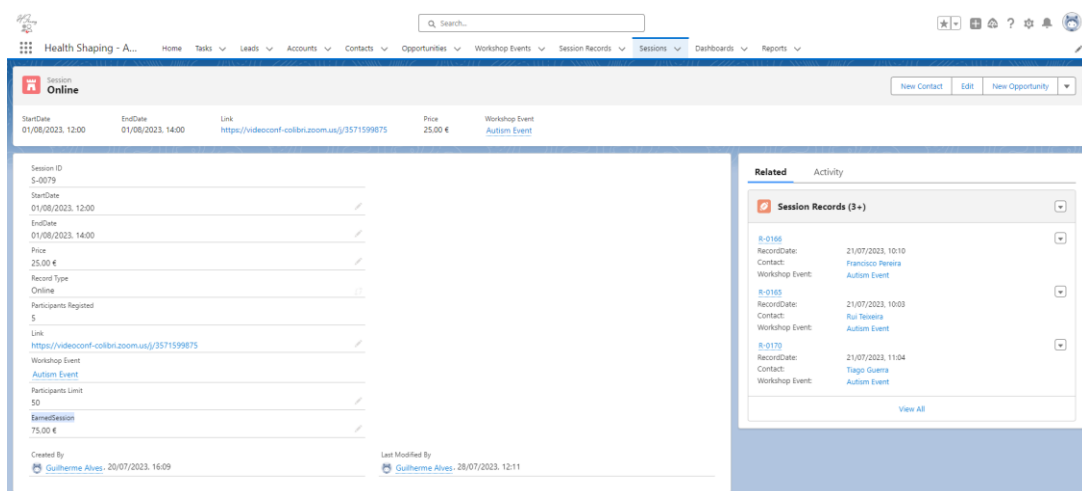 Search...
Health Shaping - A... Home Tasks Leads Accounts Contacts Opportunities Workshop Events Session Records Sessions Dashboards Reports
Session
Online
New Contact Edit New Opportunity
StartDate EndDate Link Price Workshop Event
01/08/2023, 12:00 01/08/2023, 14:00 https://videoconf-colibri.zoom.us/j/3571599875 25.00 € Autism Event
Session ID
S-0079
StartDate
01/08/2023, 12:00
EndDate
01/08/2023, 14:00
Price
25.00 €
Record Type
Online
Participants Registed
5
Link
https://videoconf-colibri.zoom.us/j/3571599875
Workshop Event
Autism Event
Participants Limit
50
EarnedSession
75.00 €
Created By
Guilherme Alves, 20/07/2023, 16:09
Last Modified By
Guilherme Alves, 28/07/2023, 12:11
Related Activity
Session Records (3+)
R-0166
RecordDate: 21/07/2023, 10:10
Contact: Francisco Pereira
Workshop Event: Autism Event
R-0165
RecordDate: 21/07/2023, 10:03
Contact: Rui Teixeira
Workshop Event: Autism Event
R-0170
RecordDate: 21/07/2023, 11:04
Contact: Tiago Guerra
Workshop Event: Autism Event
View All